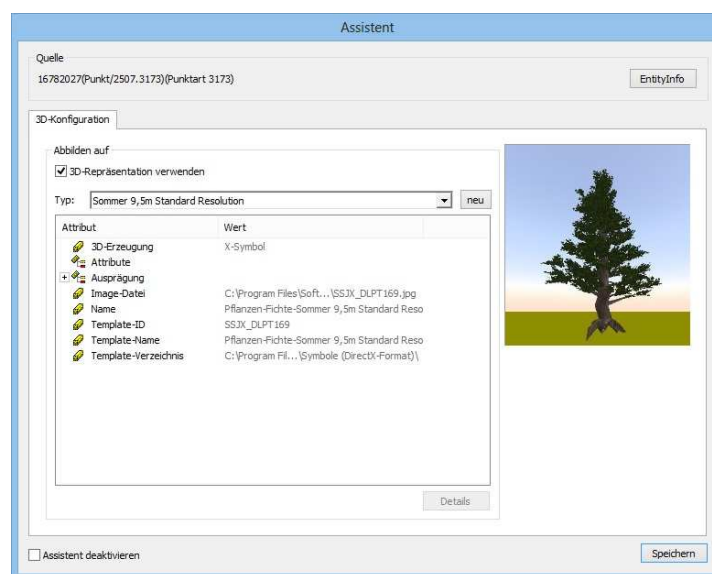 Assistent
Quelle
16782027(Punkt/2507.3173)(Punktart 3173)
EntityInfo
3D-Konfiguration
Abbilden auf
3D-Repräsentation verwenden
Typ: Sommer 9,5m Standard Resolution neu
Attribut Wert
3D-Erzeugung X-Symbol
Attribute
Ausprägung
Image-Datei C:\Program Files\Soft...\SSJX_DLPT169.jpg
Name Pflanzen-Fichte-Sommer 9,5m Standard Reso
Template-ID SSJX_DLPT169
Template-Name Pflanzen-Fichte-Sommer 9,5m Standard Reso
Template-Verzeichnis C:\Program Fil...\Symbole (DirectX-Format)\
Details
Assistent deaktivieren
Speichern